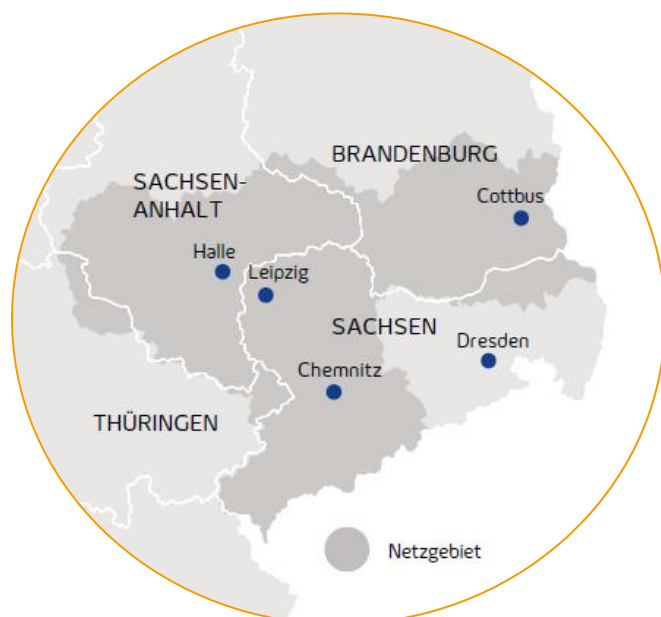 BRANDENBURG
SACHSEN-
ANHALT
Cottbus
Halle
Leipzig
SACHSEN
Dresden
Chemnitz
THÜRINGEN
Netzgebiet